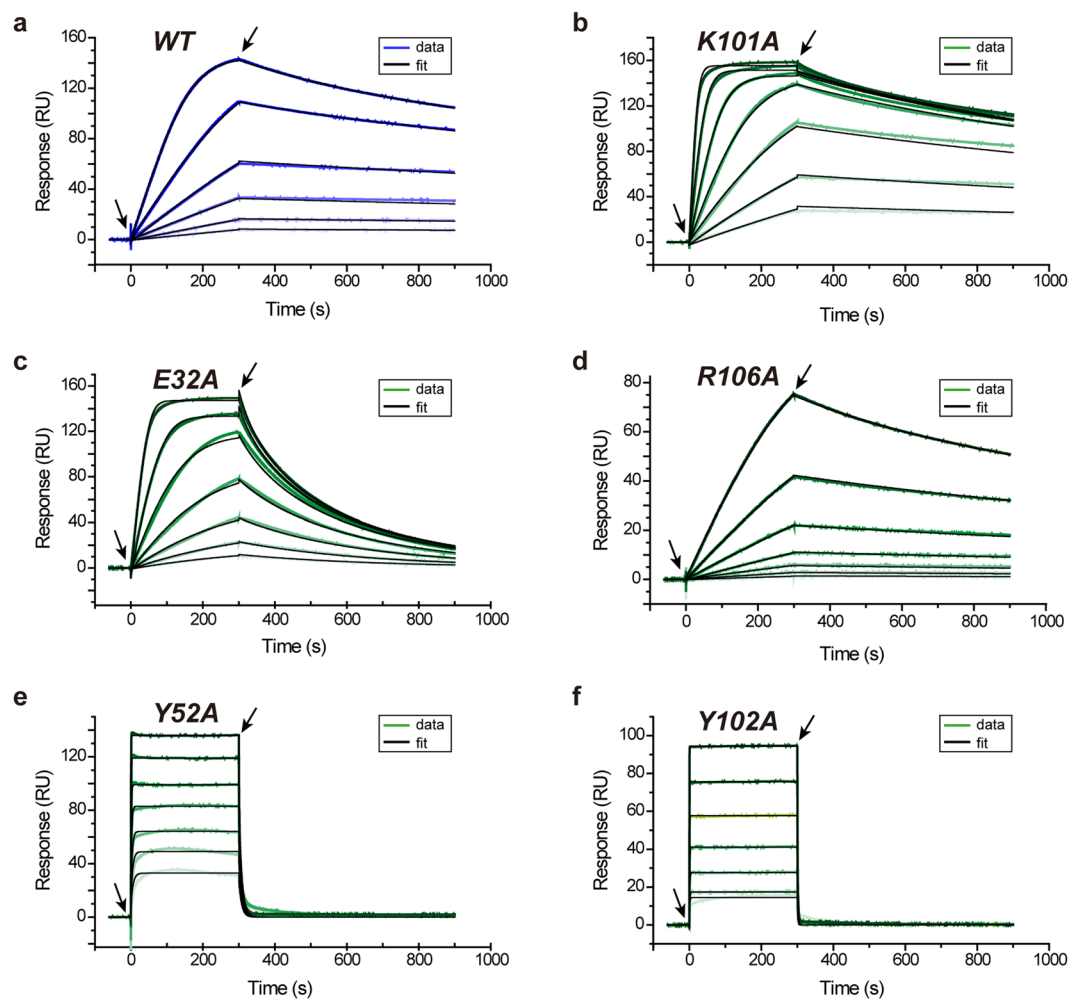 a
WT
data
fit
Response (RU)
160
120
80
40
0
0 200 400 600 800 1000
Time (s)
b
K101A
data
fit
Response (RU)
160
120
80
40
0
0 200 400 600 800 1000
Time (s)
c
E32A
data
fit
Response (RU)
160
120
80
40
0
0 200 400 600 800 1000
Time (s)
d
R106A
data
fit
Response (RU)
80
60
40
20
0
0 200 400 600 800 1000
Time (s)
e
Y52A
data
fit
Response (RU)
120
80
40
0
0 200 400 600 800 1000
Time (s)
f
Y102A
data
fit
Response (RU)
100
80
60
40
20
0
0 200 400 600 800 1000
Time (s)